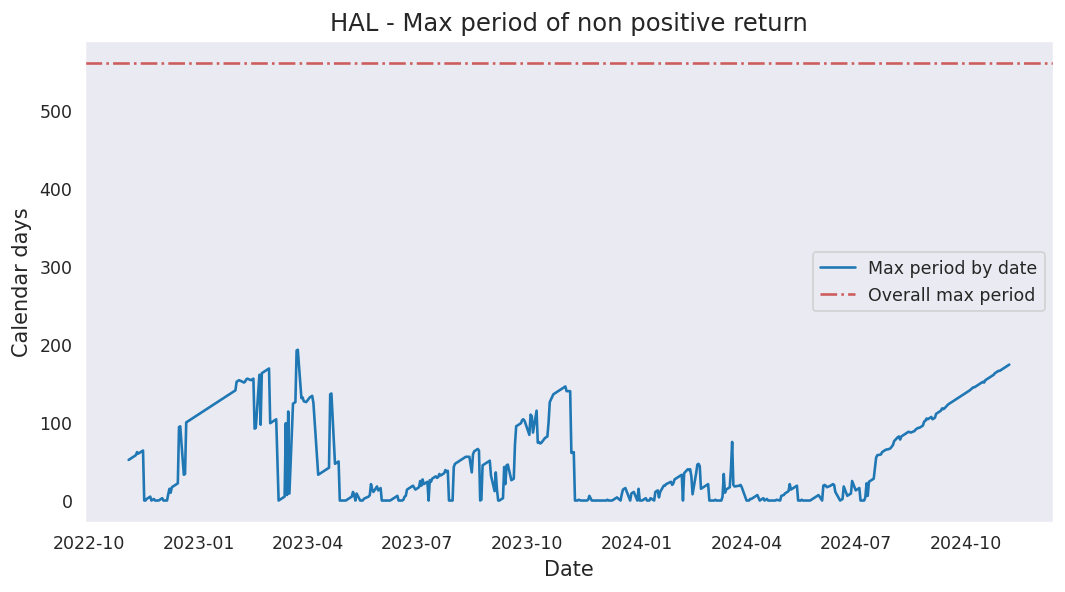 HAL - Max period of non positive return
Calendar days
500
400
300
200
100
0
Max period by date
Overall max period
2022-10 2023-01 2023-04 2023-07 2023-10 2024-01 2024-04 2024-07 2024-10
Date